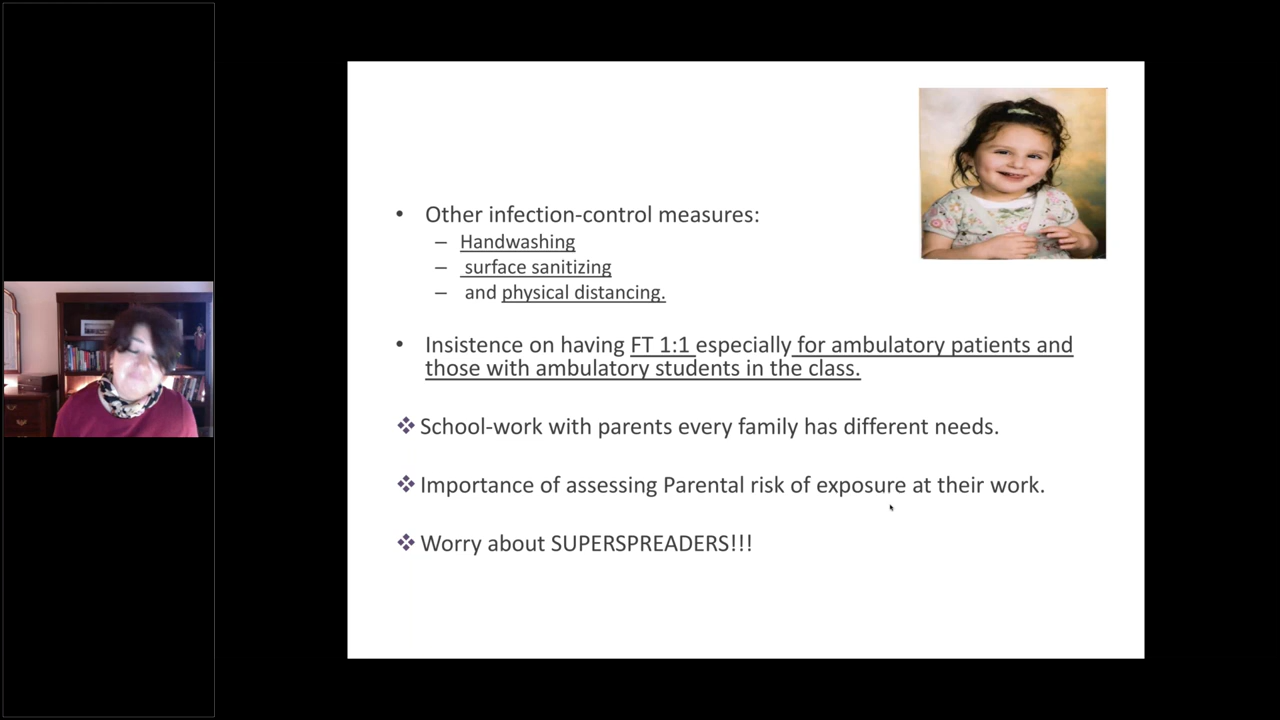 • Other infection-control measures:
– Handwashing
– surface sanitizing
– and physical distancing.
• Insistence on having FT 1:1 especially for ambulatory patients and
those with ambulatory students in the class.
❖ School-work with parents every family has different needs.
❖ Importance of assessing Parental risk of exposure at their work.
❖ Worry about SUPERSPREADERS!!!